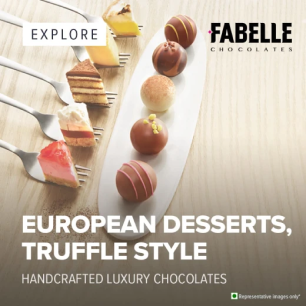 EXPLORE
FABELLE
CHOCOLATES
EUROPEAN DESSERTS,
TRUFFLE STYLE
HANDCRAFTED LUXURY CHOCOLATES
Representative images only*